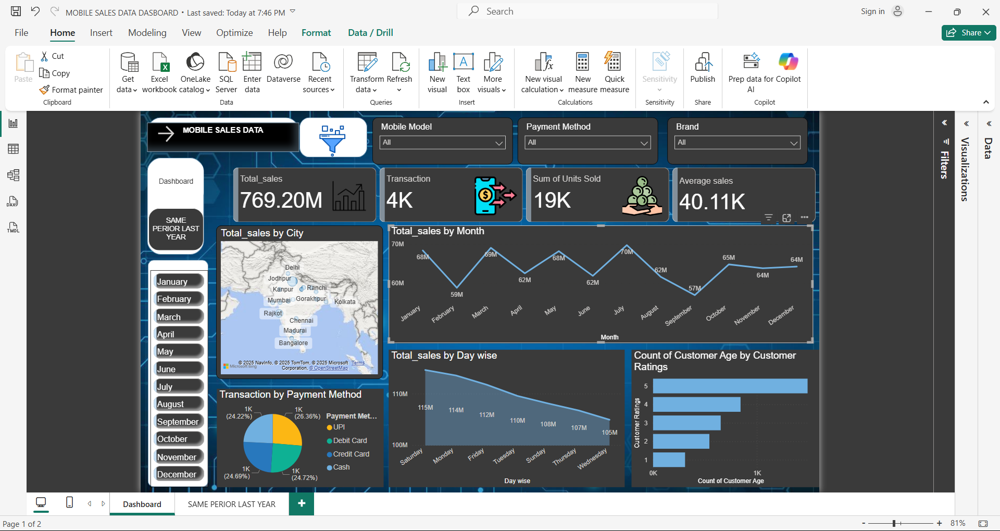 MOBILE SALES DATA DASBOARD • Last saved: Today at 7:46 PM
Search
Sign in
File Home Insert Modeling View Optimize Help Format Data / Drill
Share
Paste
Cut
Copy
Format painter
Clipboard
Get data
Excel workbook
OneLake catalog
SQL Server
Enter data
Dataverse
Recent sources
Data
Transform data
Refresh
Queries
New visual
Text box
More visuals
Insert
New visual calculation
New measure
Quick measure
Calculations
Sensitivity
Sensitivity
Publish
Share
Prep data for AI
Copilot
Copilot
DAX
TMDL
MOBILE SALES DATA
Mobile Model
All
Payment Method
All
Brand
All
Filters
Visualizations
Data
Dashboard
SAME
PERIOR LAST
YEAR
Total_sales
769.20M
Transaction
4K
Sum of Units Sold
19K
Average sales
40.11K
January
February
March
April
May
June
July
August
September
October
November
December
Total_sales by City
Delhi
Jodhpur
Kanpur
Ranchi
Mumbai
Gorakhpur
Kolkata
Rajkot
Chennai
Madurai
Bangalore
Microsoft Bing
© 2025 NavInfo, © 2025 TomTom, © 2025 Microsoft Terms
Corporation, © OpenStreetMap
Total_sales by Month
70M
60M
68M
59M
69M
62M
68M
62M
70M
62M
57M
65M
64M
64M
January
February
March
April
May
June
July
August
September
October
November
December
Month
Transaction by Payment Method
1K
(24.22%)
1K
(26.36%)
1K
(24.69%)
1K
(24.72%)
Payment Met...
UPI
Debit Card
Credit Card
Cash
Total_sales by Day wise
110M
100M
115M
114M
112M
110M
108M
107M
105M
Saturday
Monday
Friday
Tuesday
Sunday
Thursday
Wednesday
Day wise
Count of Customer Age by Customer
Ratings
Customer Ratings
5
4
3
2
1
0K
1K
Count of Customer Age
Dashboard
SAME PERIOR LAST YEAR
Page 1 of 2
81%